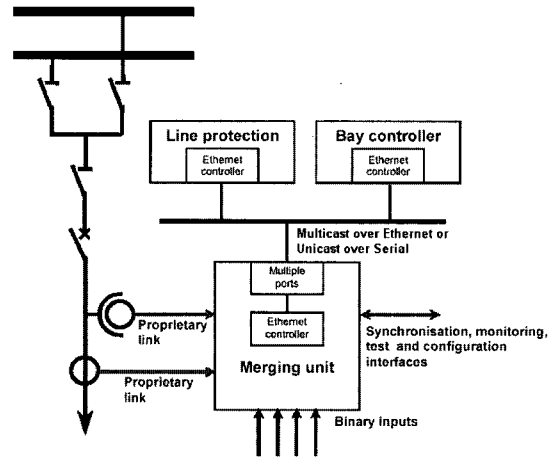 Line protection
Ethernet
controller
Bay controller
Ethernet
controller
Multicast over Ethernet or
Unicast over Serial
Multiple
ports
Ethernet
controller
Merging unit
Proprietary
link
Proprietary
link
Synchronisation, monitoring,
test and configuration
interfaces
Binary inputs